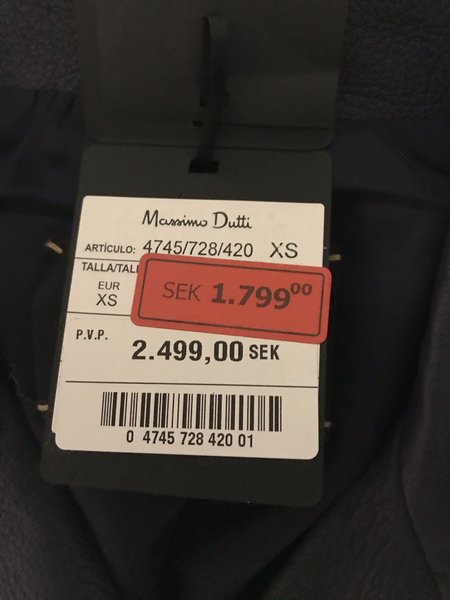 Massimo Dutti
ARTÍCULO: 4745/728/420 XS
TALLA/TAL
EUR
XS
SEK 1.799⁰⁰
P.V.P.
2.499,00 SEK
0 4745 728 420 01